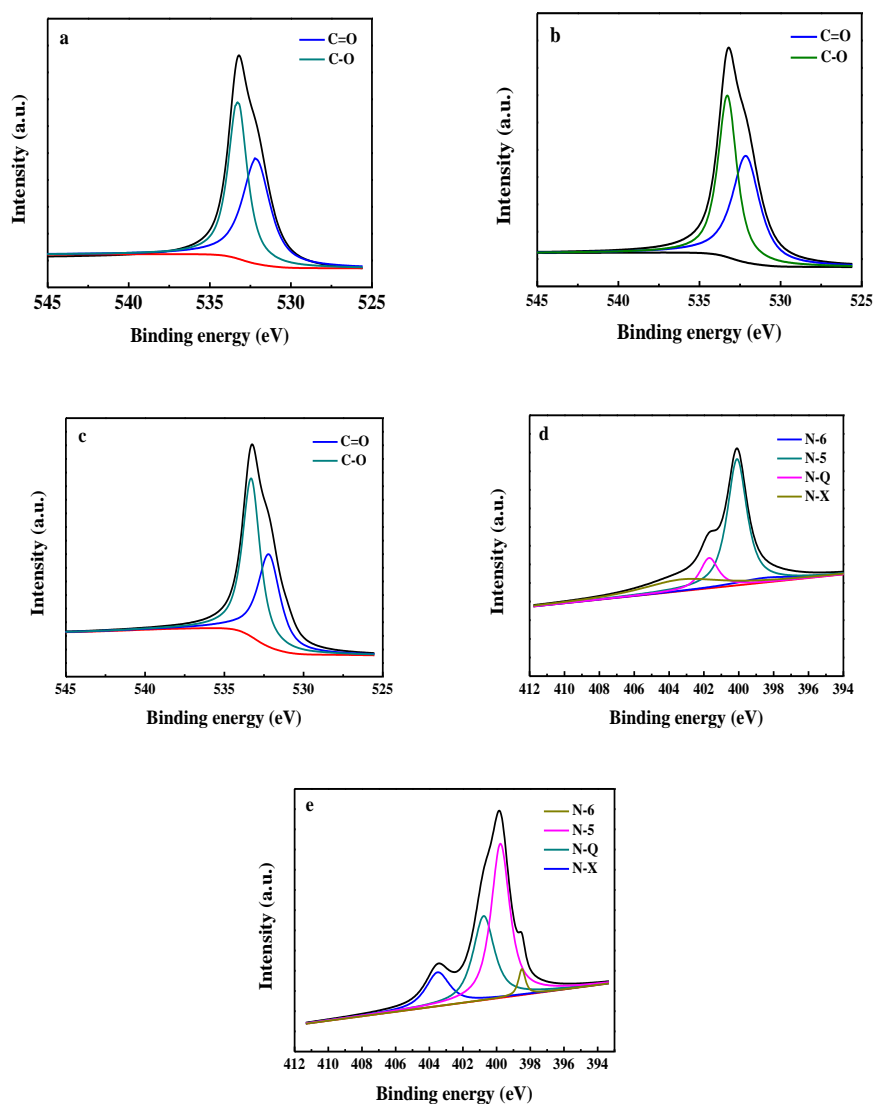 a
C=O
C-O
Intensity (a.u.)
545 540 535 530 525
Binding energy (eV)
b
C=O
C-O
Intensity (a.u.)
545 540 535 530 525
Binding energy (eV)
c
C=O
C-O
Intensity (a.u.)
545 540 535 530 525
Binding energy (eV)
d
N-6
N-5
N-Q
N-X
Intensity (a.u.)
412 410 408 406 404 402 400 398 396 394
Binding energy (eV)
e
N-6
N-5
N-Q
N-X
Intensity (a.u.)
412 410 408 406 404 402 400 398 396 394
Binding energy (eV)